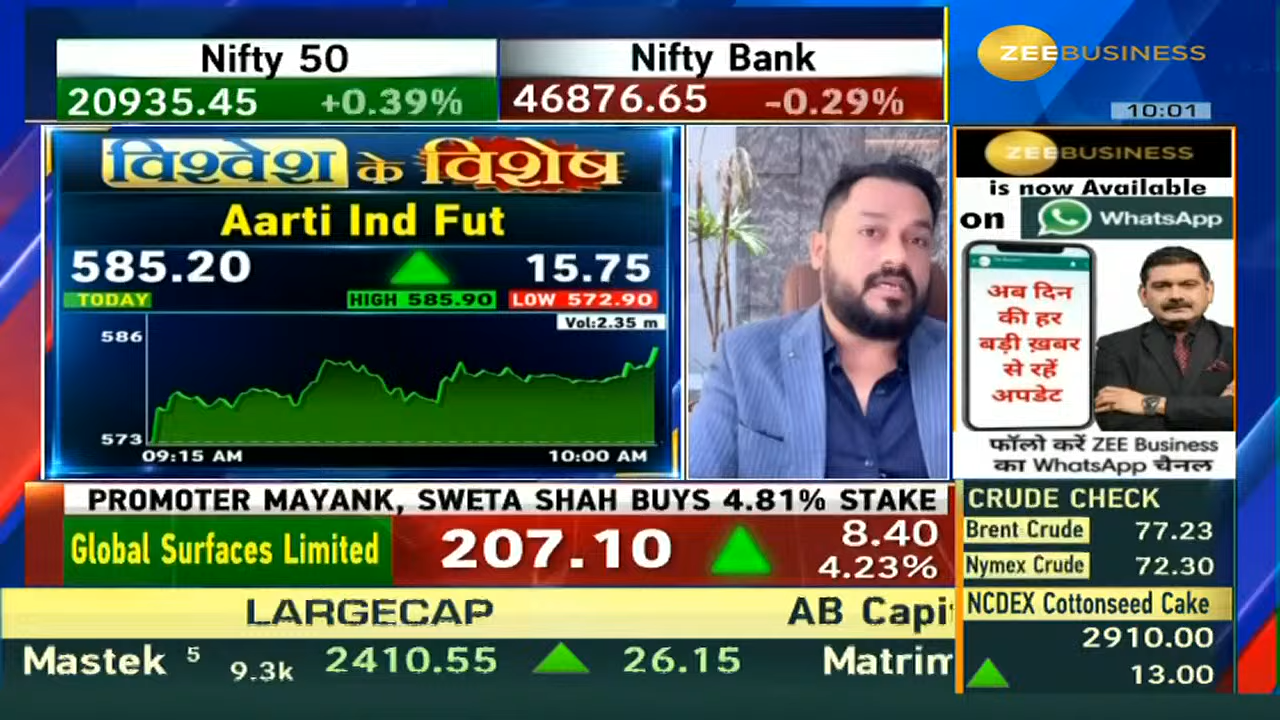 Nifty 50
Nifty Bank
20935.45 +0.39%
46876.65 -0.29%
ZEEBUSINESS
10:01
विश्वेश के विशेष
Aarti Ind Fut
585.20 15.75
TODAY HIGH 585.90 LOW 572.90
Vol:2.35 m
586
573
09:15 AM 10:00 AM
ZEEBUSINESS
is now Available
on WhatsApp
अब दिन
की हर
बड़ी ख़बर
से रहें
अपडेट
फॉलो करें ZEE Business
का WhatsApp चैनल
PROMOTER MAYANK, SWETA SHAH BUYS 4.81% STAKE
Global Surfaces Limited 207.10 8.40
4.23%
CRUDE CHECK
Brent Crude 77.23
Nymex Crude 72.30
NCDEX Cottonseed Cake
2910.00
13.00
LARGECAP AB Capi
Mastek 5 9.3k 2410.55 26.15 Matrim